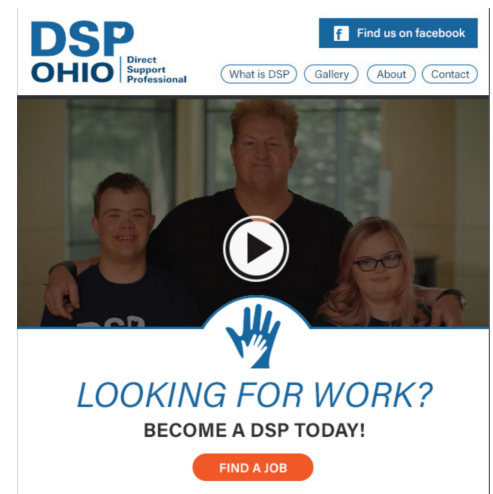 DSP
OHIO
Direct
Support
Professional
f Find us on facebook
What is DSP
Gallery
About
Contact
DSP
LOOKING FOR WORK?
BECOME A DSP TODAY!
FIND A JOB